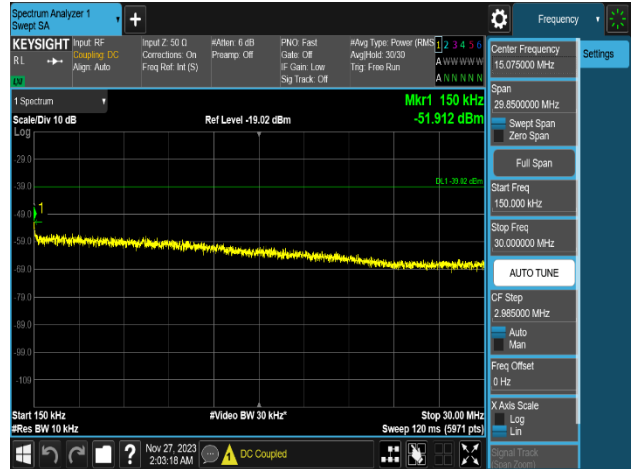 Spectrum Analyzer 1
Swept SA
Frequency
KEYSIGHT
Input: RF
Input Z: 50 Ω
#Atten: 6 dB
PNO: Fast
#Avg Type: Power (RMS
1 2 3 4 5 6
R L
Coupling: DC
Corrections: On
Preamp: Off
Gate: Off
Avg|Hold: 30/30
A W W W W W
Align: Auto
Freq Ref: Int (S)
IF Gain: Low
Trig: Free Run
Sig Track: Off
A N N N N N
LXI
1 Spectrum
Mkr1 150 kHz
Scale/Div 10 dB
Ref Level -19.02 dBm
-51.912 dBm
Log
-29.0
-39.0
DL1 -39.02 dBm
-49.0
1
-59.0
-69.0
-79.0
-89.0
-99.0
-109
Start 150 kHz
#Video BW 30 kHz*
Stop 30.00 MHz
#Res BW 10 kHz
Sweep 120 ms (5971 pts)
Nov 27, 2023
2:03:18 AM
DC Coupled
Center Frequency
15.075000 MHz
Settings
Span
29.8500000 MHz
Swept Span
Zero Span
Full Span
Start Freq
150.000 kHz
Stop Freq
30.000000 MHz
AUTO TUNE
CF Step
2.985000 MHz
Auto
Man
Freq Offset
0 Hz
X Axis Scale
Log
Lin
Signal Track
(Span Zoom)